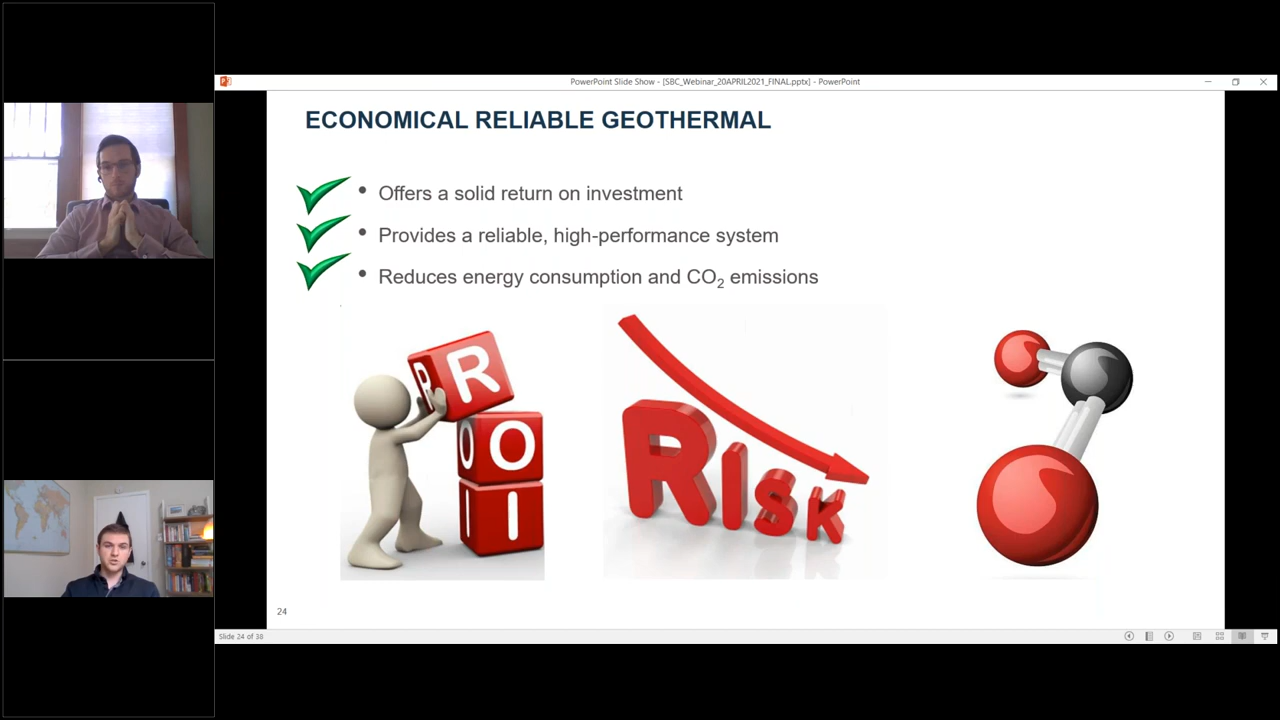 PowerPoint Slide Show - [SBC_Webinar_20APRIL2021_FINAL.pptx] - PowerPoint
ECONOMICAL RELIABLE GEOTHERMAL
• Offers a solid return on investment
• Provides a reliable, high-performance system
• Reduces energy consumption and CO₂ emissions
R R
O O
I I
RISK
24
Slide 24 of 38